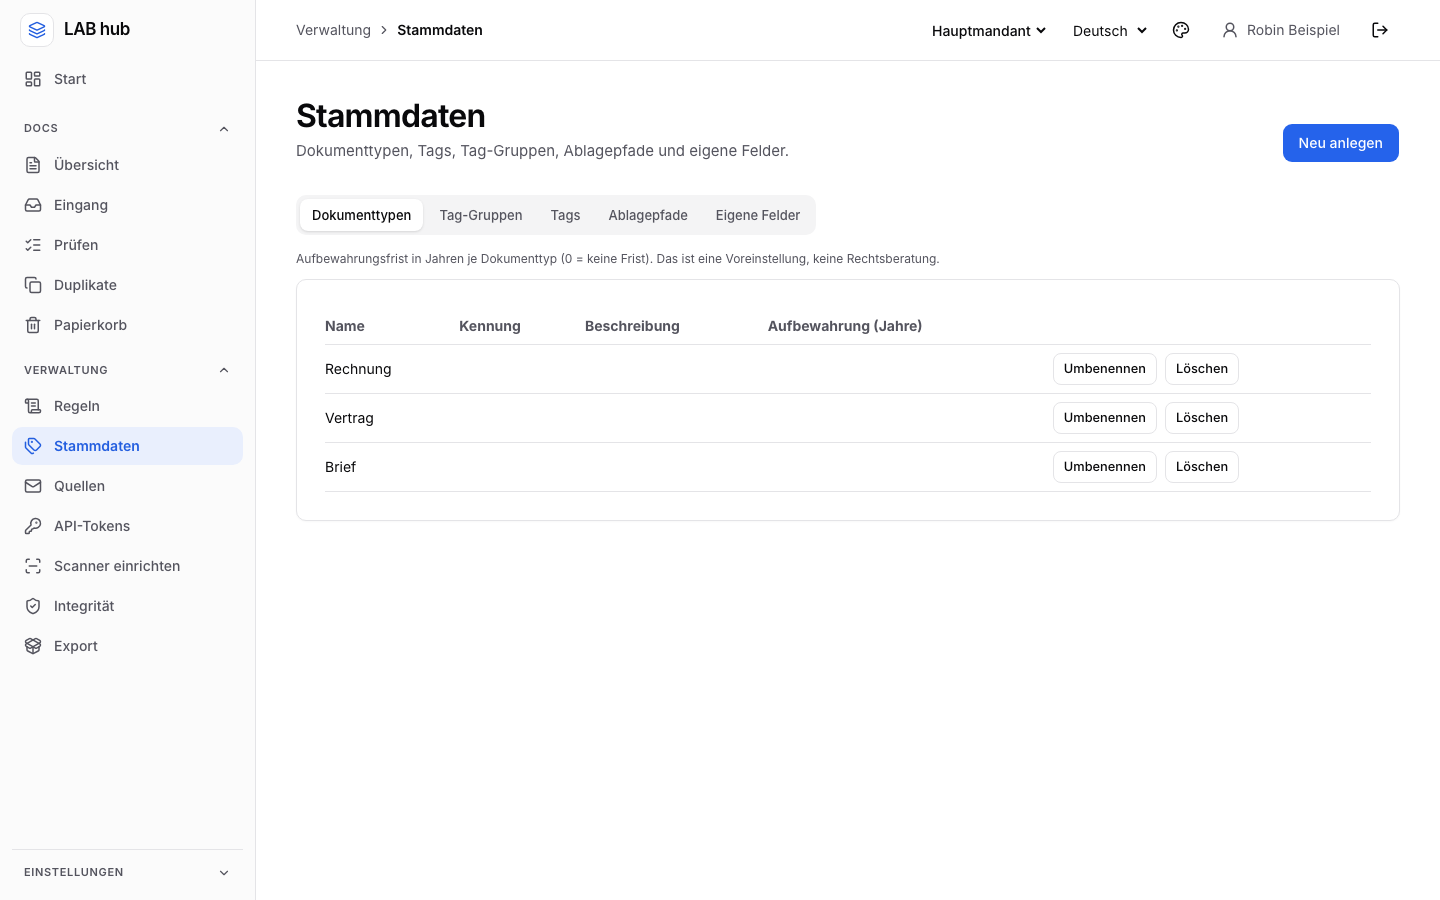 LAB hub
Verwaltung > Stammdaten
Hauptmandant
Deutsch
Robin Beispiel
Start
DOCS
Übersicht
Eingang
Prüfen
Duplikate
Papierkorb
VERWALTUNG
Regeln
Stammdaten
Quellen
API-Tokens
Scanner einrichten
Integrität
Export
EINSTELLUNGEN
Stammdaten
Dokumenttypen, Tags, Tag-Gruppen, Ablagepfade und eigene Felder.
Neu anlegen
Dokumenttypen Tag-Gruppen Tags Ablagepfade Eigene Felder
Aufbewahrungsfrist in Jahren je Dokumenttyp (0 = keine Frist). Das ist eine Voreinstellung, keine Rechtsberatung.
Name Kennung Beschreibung Aufbewahrung (Jahre)
Rechnung Umbenennen Löschen
Vertrag Umbenennen Löschen
Brief Umbenennen Löschen